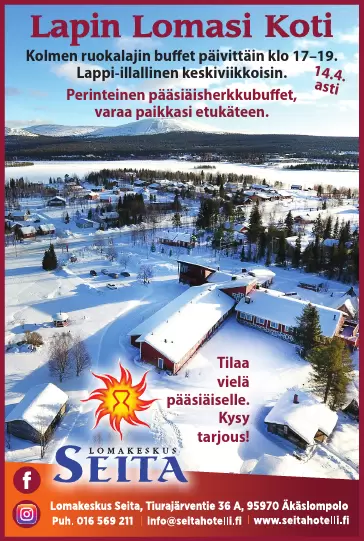 Lapin Lomasi Koti
Kolmen ruokalajin buffet päivittäin klo 17–19.
Lappi-illallinen keskiviikkoisin.
14.4.
asti
Perinteinen pääsiäisherkkubuffet,
varaa paikkasi etukäteen.
Tilaa
vielä
pääsiäiselle.
Kysy
tarjous!
LOMAKESKUS
SEITA
f
Lomakeskus Seita, Tiurajärventie 36 A, 95970 Äkäslompolo
Puh. 016 569 211 | info@seitahotelli.fi | www.seitahotelli.fi